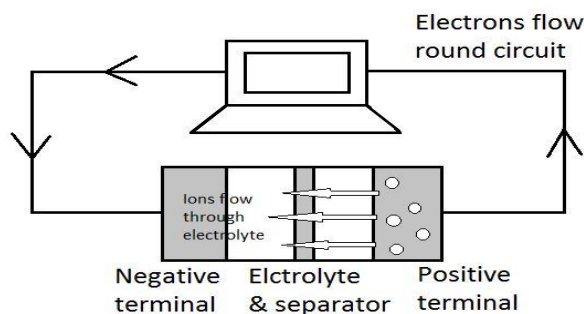 Electrons flow
round circuit
Ions flow
through
electrolyte
Negative
terminal
Elctrolyte
& separator
Positive
terminal